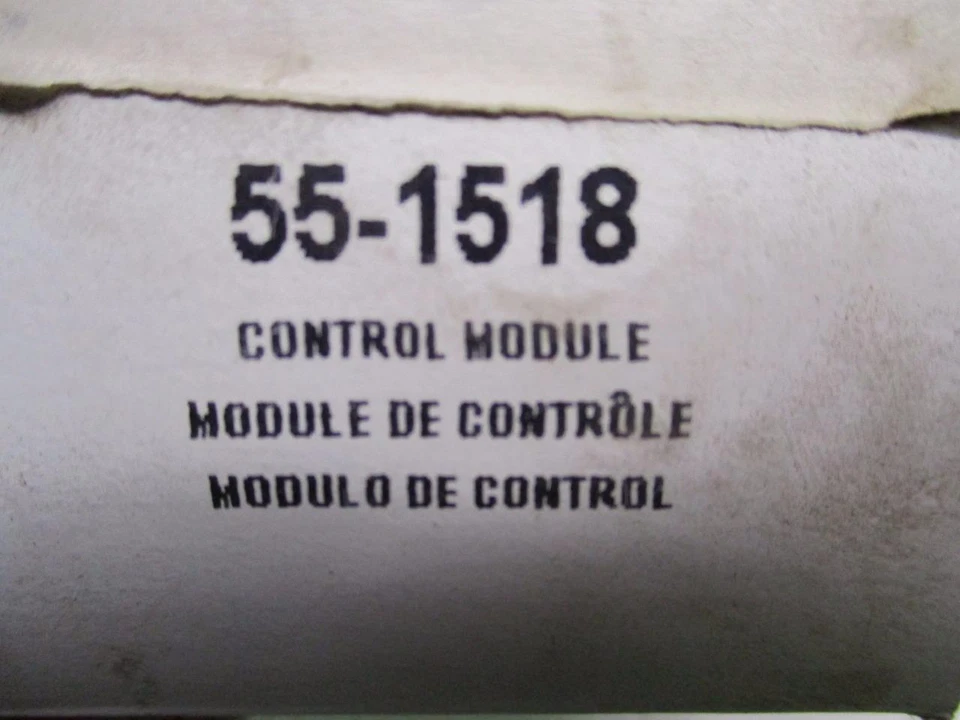 55-1518
CONTROL MODULE
MODULE DE CONTRÔLE
MODULO DE CONTROL